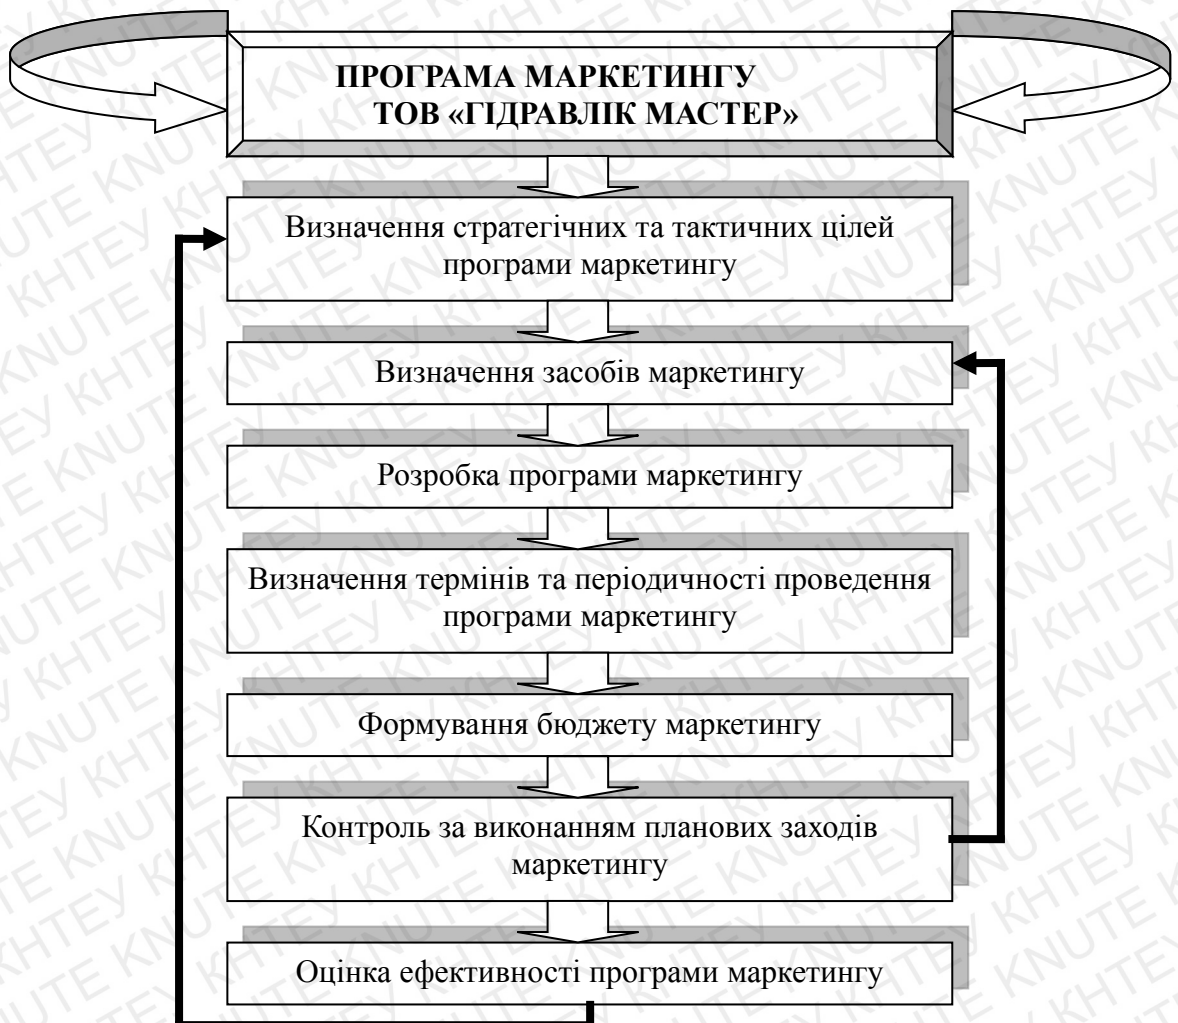 ПРОГРАМА МАРКЕТИНГУ
ТОВ «ГІДРАВЛІК МАСТЕР»
Визначення стратегічних та тактичних цілей
програми маркетингу
Визначення засобів маркетингу
Розробка програми маркетингу
Визначення термінів та періодичності проведення
програми маркетингу
Формування бюджету маркетингу
Контроль за виконанням планових заходів
маркетингу
Оцінка ефективності програми маркетингу